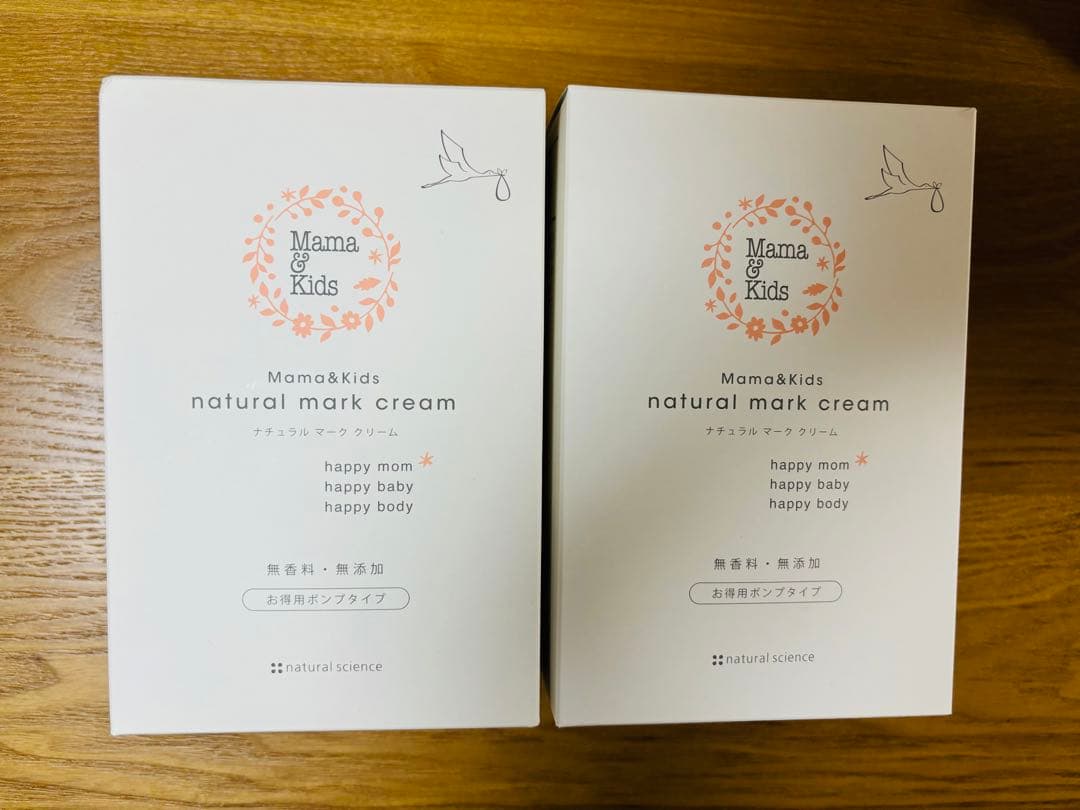 Mama
&
Kids
Mama&Kids
natural mark cream
ナチュラル マーク クリーム
happy mom
happy baby
happy body
無香料・無添加
お得用ポンプタイプ
natural science
Mama
&
Kids
Mama&Kids
natural mark cream
ナチュラル マーク クリーム
happy mom
happy baby
happy body
無香料・無添加
お得用ポンプタイプ
natural science